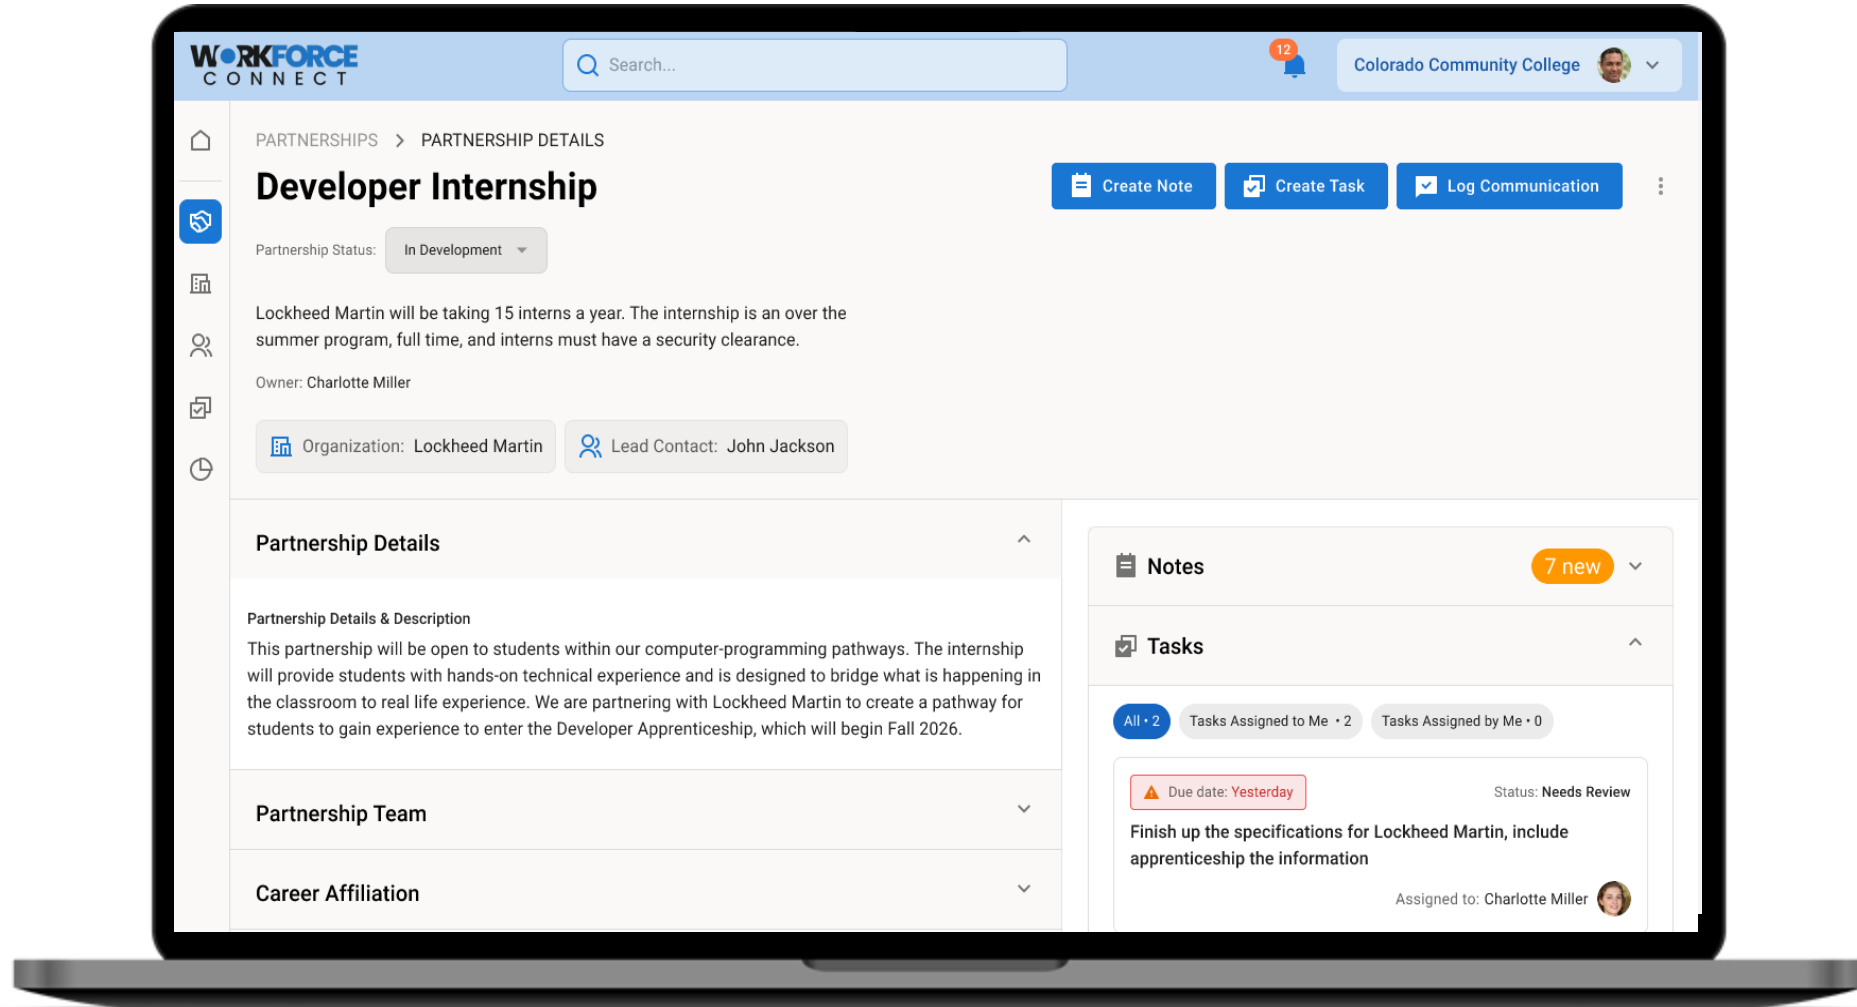 WORKFORCE
CONNECT
Search...
12
Colorado Community College
PARTNERSHIPS > PARTNERSHIP DETAILS
Developer Internship
Create Note
Create Task
Log Communication
Partnership Status: In Development
Lockheed Martin will be taking 15 interns a year. The internship is an over the
summer program, full time, and interns must have a security clearance.
Owner: Charlotte Miller
Organization: Lockheed Martin
Lead Contact: John Jackson
Partnership Details
Partnership Details & Description
This partnership will be open to students within our computer-programming pathways. The internship
will provide students with hands-on technical experience and is designed to bridge what is happening in
the classroom to real life experience. We are partnering with Lockheed Martin to create a pathway for
students to gain experience to enter the Developer Apprenticeship, which will begin Fall 2026.
Partnership Team
Career Affiliation
Notes
7 new
Tasks
All • 2
Tasks Assigned to Me • 2
Tasks Assigned by Me • 0
Due date: Yesterday
Status: Needs Review
Finish up the specifications for Lockheed Martin, include
apprenticeship the information
Assigned to: Charlotte Miller